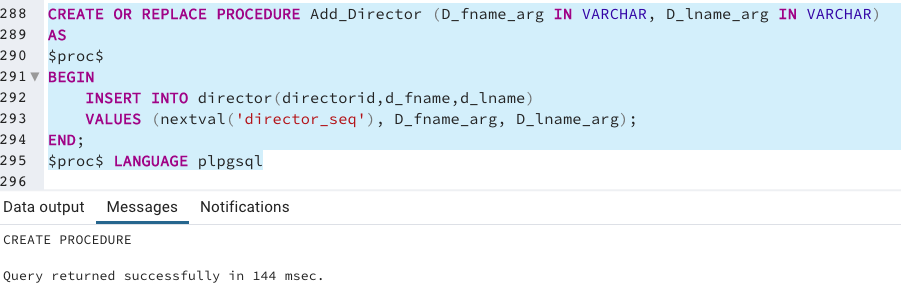 288 CREATE OR REPLACE PROCEDURE Add_Director (D_fname_arg IN VARCHAR, D_lname_arg IN VARCHAR)
289 AS
290 $proc$
291 BEGIN
292     INSERT INTO director(directorid,d_fname,d_lname)
293     VALUES (nextval('director_seq'), D_fname_arg, D_lname_arg);
294 END;
295 $proc$ LANGUAGE plpgsql
296
Data output Messages Notifications
CREATE PROCEDURE
Query returned successfully in 144 msec.